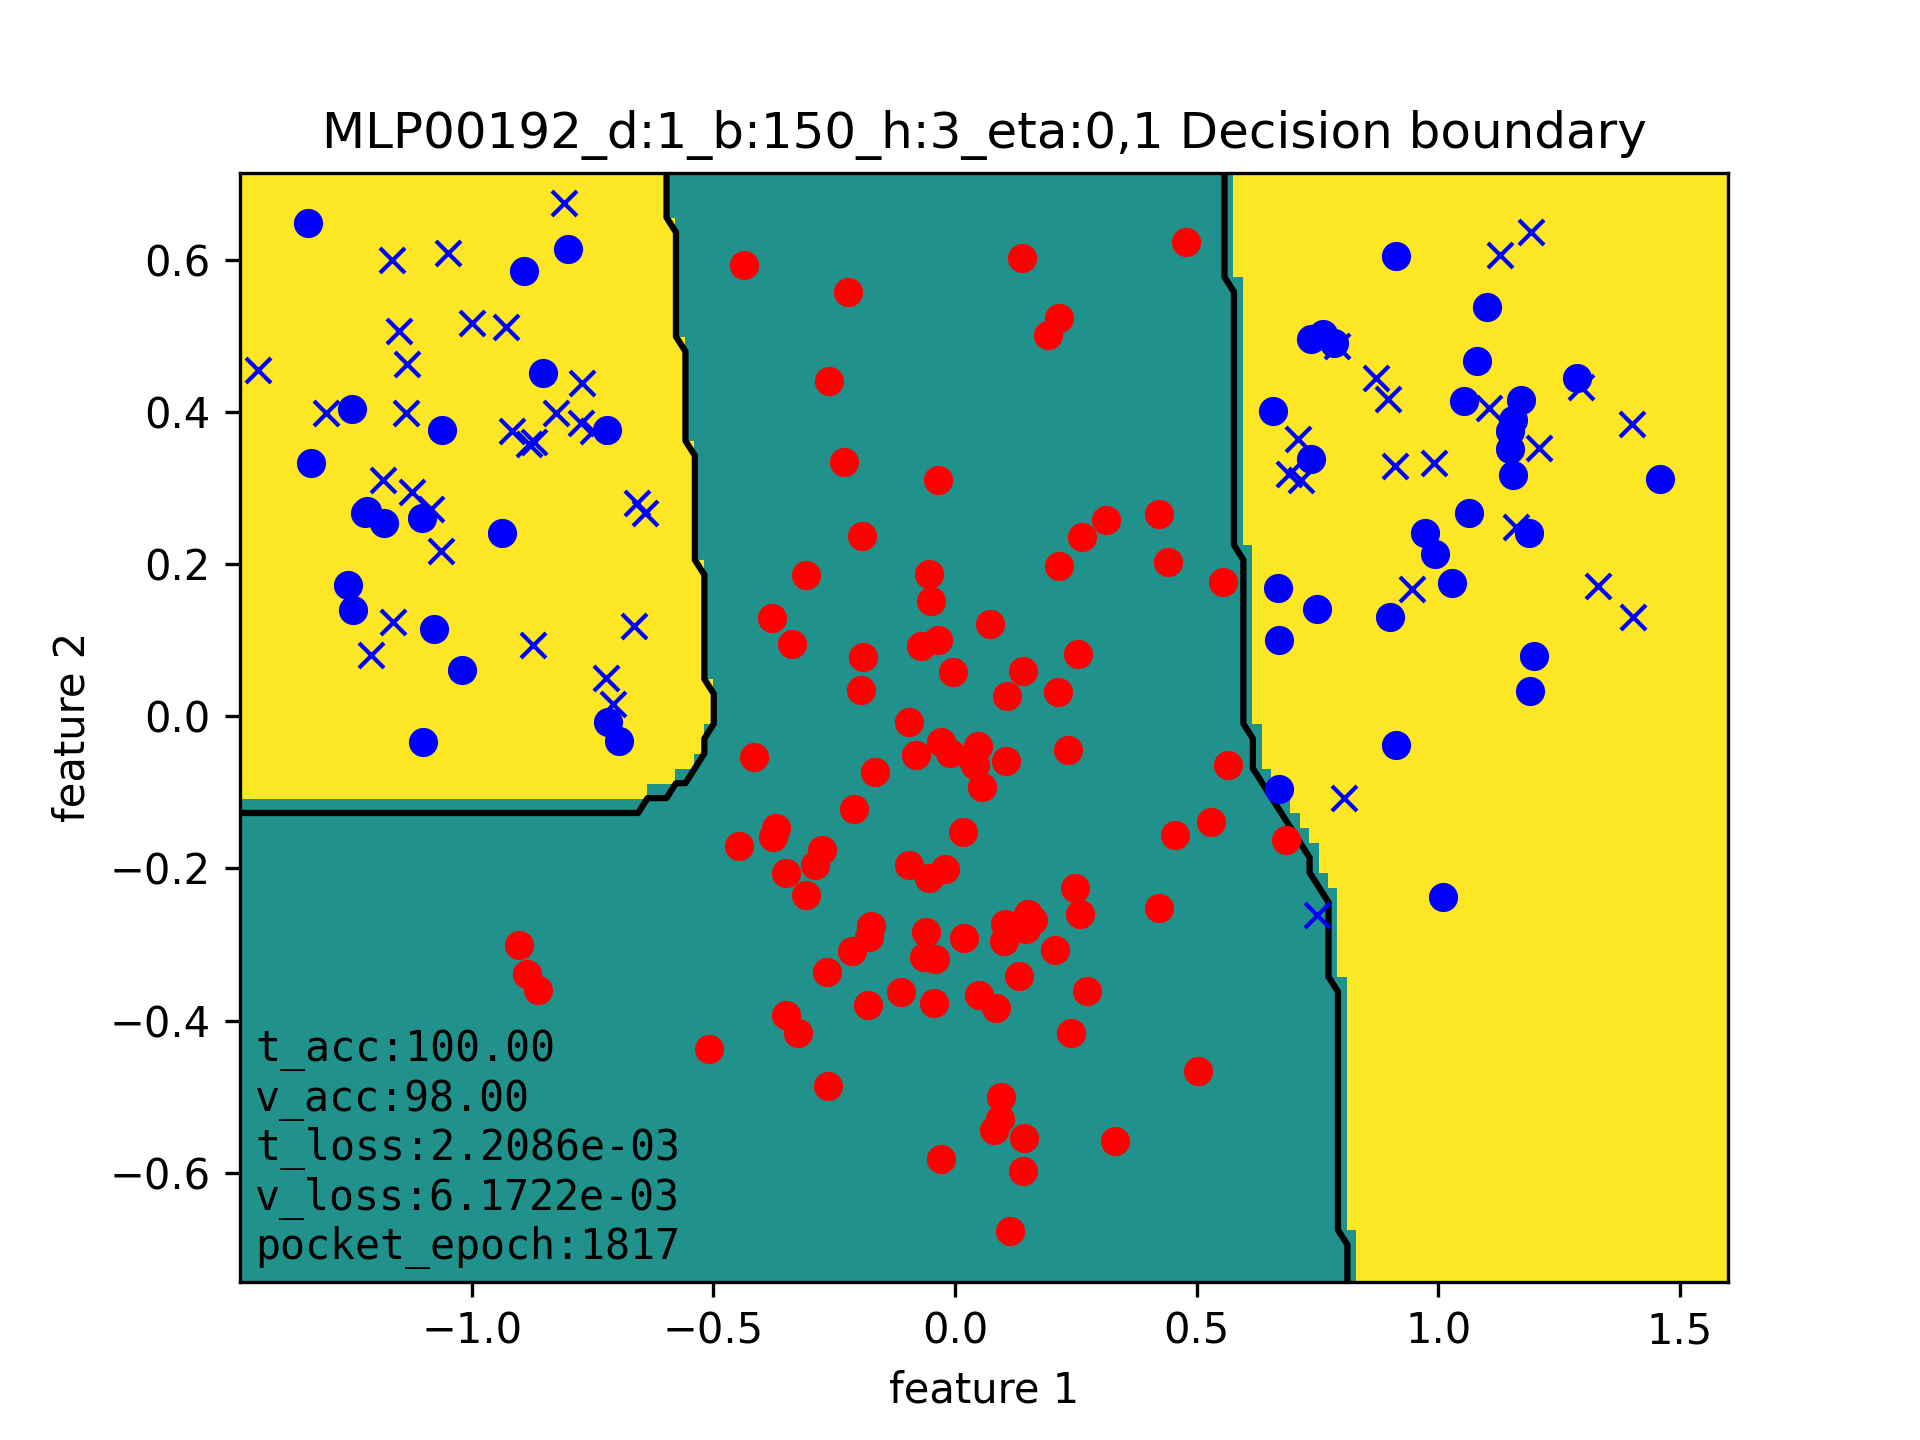 MLP00192_d:1_b:150_h:3_eta:0,1 Decision boundary
0.6
0.4
0.2
0.0
−0.2
−0.4
−0.6
feature 2
t_acc:100.00
v_acc:98.00
t_loss:2.2086e-03
v_loss:6.1722e-03
pocket_epoch:1817
−1.0 −0.5 0.0 0.5 1.0 1.5
feature 1